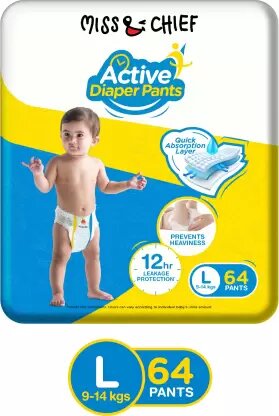 MISS & CHIEF
Active
Diaper Pants
Quick
Absorption
Layer
PREVENTS
HEAVINESS
12hr
LEAKAGE
PROTECTION*
L
9-14 kgs
64
PANTS
L
9-14 kgs
64
PANTS